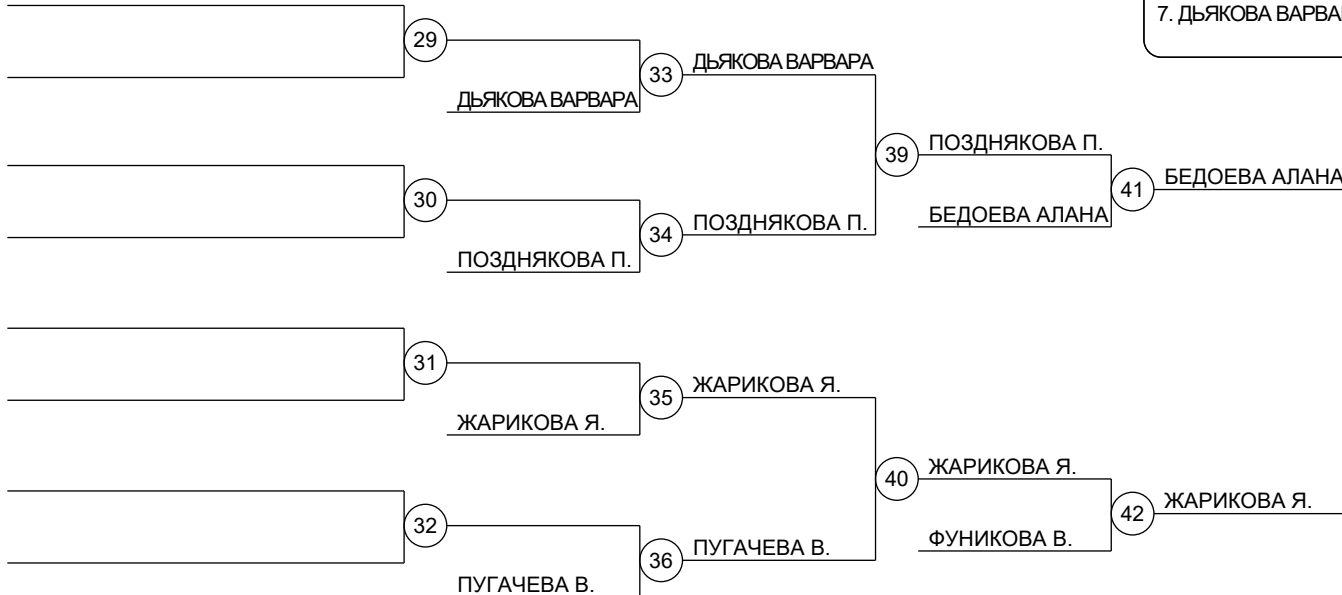 7. ДЬЯКОВА ВАРВА
29
33
ДЬЯКОВА ВАРВАРА
ДЬЯКОВА ВАРВАРА
39
ПОЗДНЯКОВА П.
41
БЕДОЕВА АЛАНА
30
34
ПОЗДНЯКОВА П.
БЕДОЕВА АЛАНА
ПОЗДНЯКОВА П.
31
35
ЖАРИКОВА Я.
ЖАРИКОВА Я.
40
ЖАРИКОВА Я.
42
ЖАРИКОВА Я.
32
36
ПУГАЧЕВА В.
ФУНИКОВА В.
ПУГАЧЕВА В.